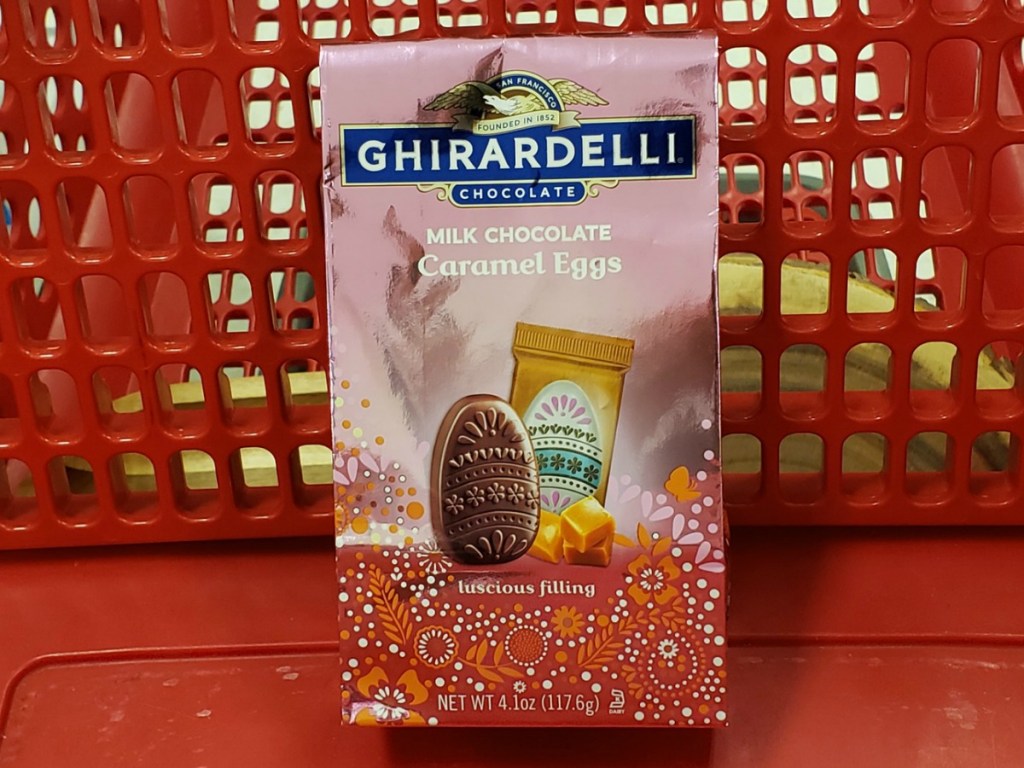 SAN FRANCISCO
FOUNDED IN 1852
GHIRARDELLI
CHOCOLATE
MILK CHOCOLATE
Caramel Eggs
luscious filling
NET WT 4.1oz (117.6g)
DAIRY